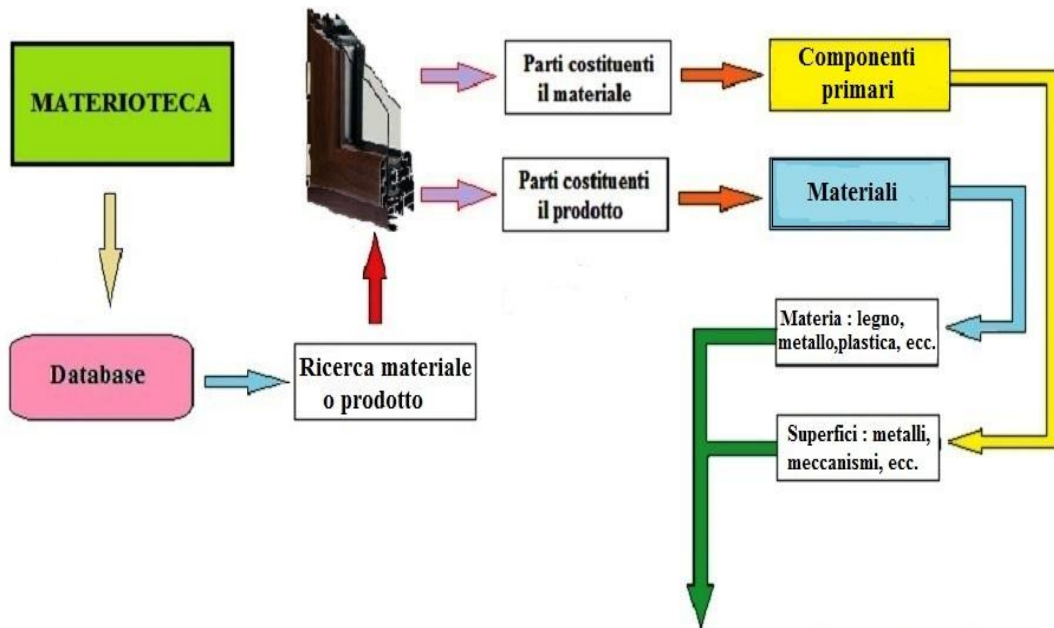 MATERIOTECA
Database
Ricerca materiale
o prodotto
Parti costituenti
il materiale
Componenti
primari
Parti costituenti
il prodotto
Materiali
Materia : legno,
metallo,plastica, ecc.
Superfici : metalli,
meccanismi, ecc.